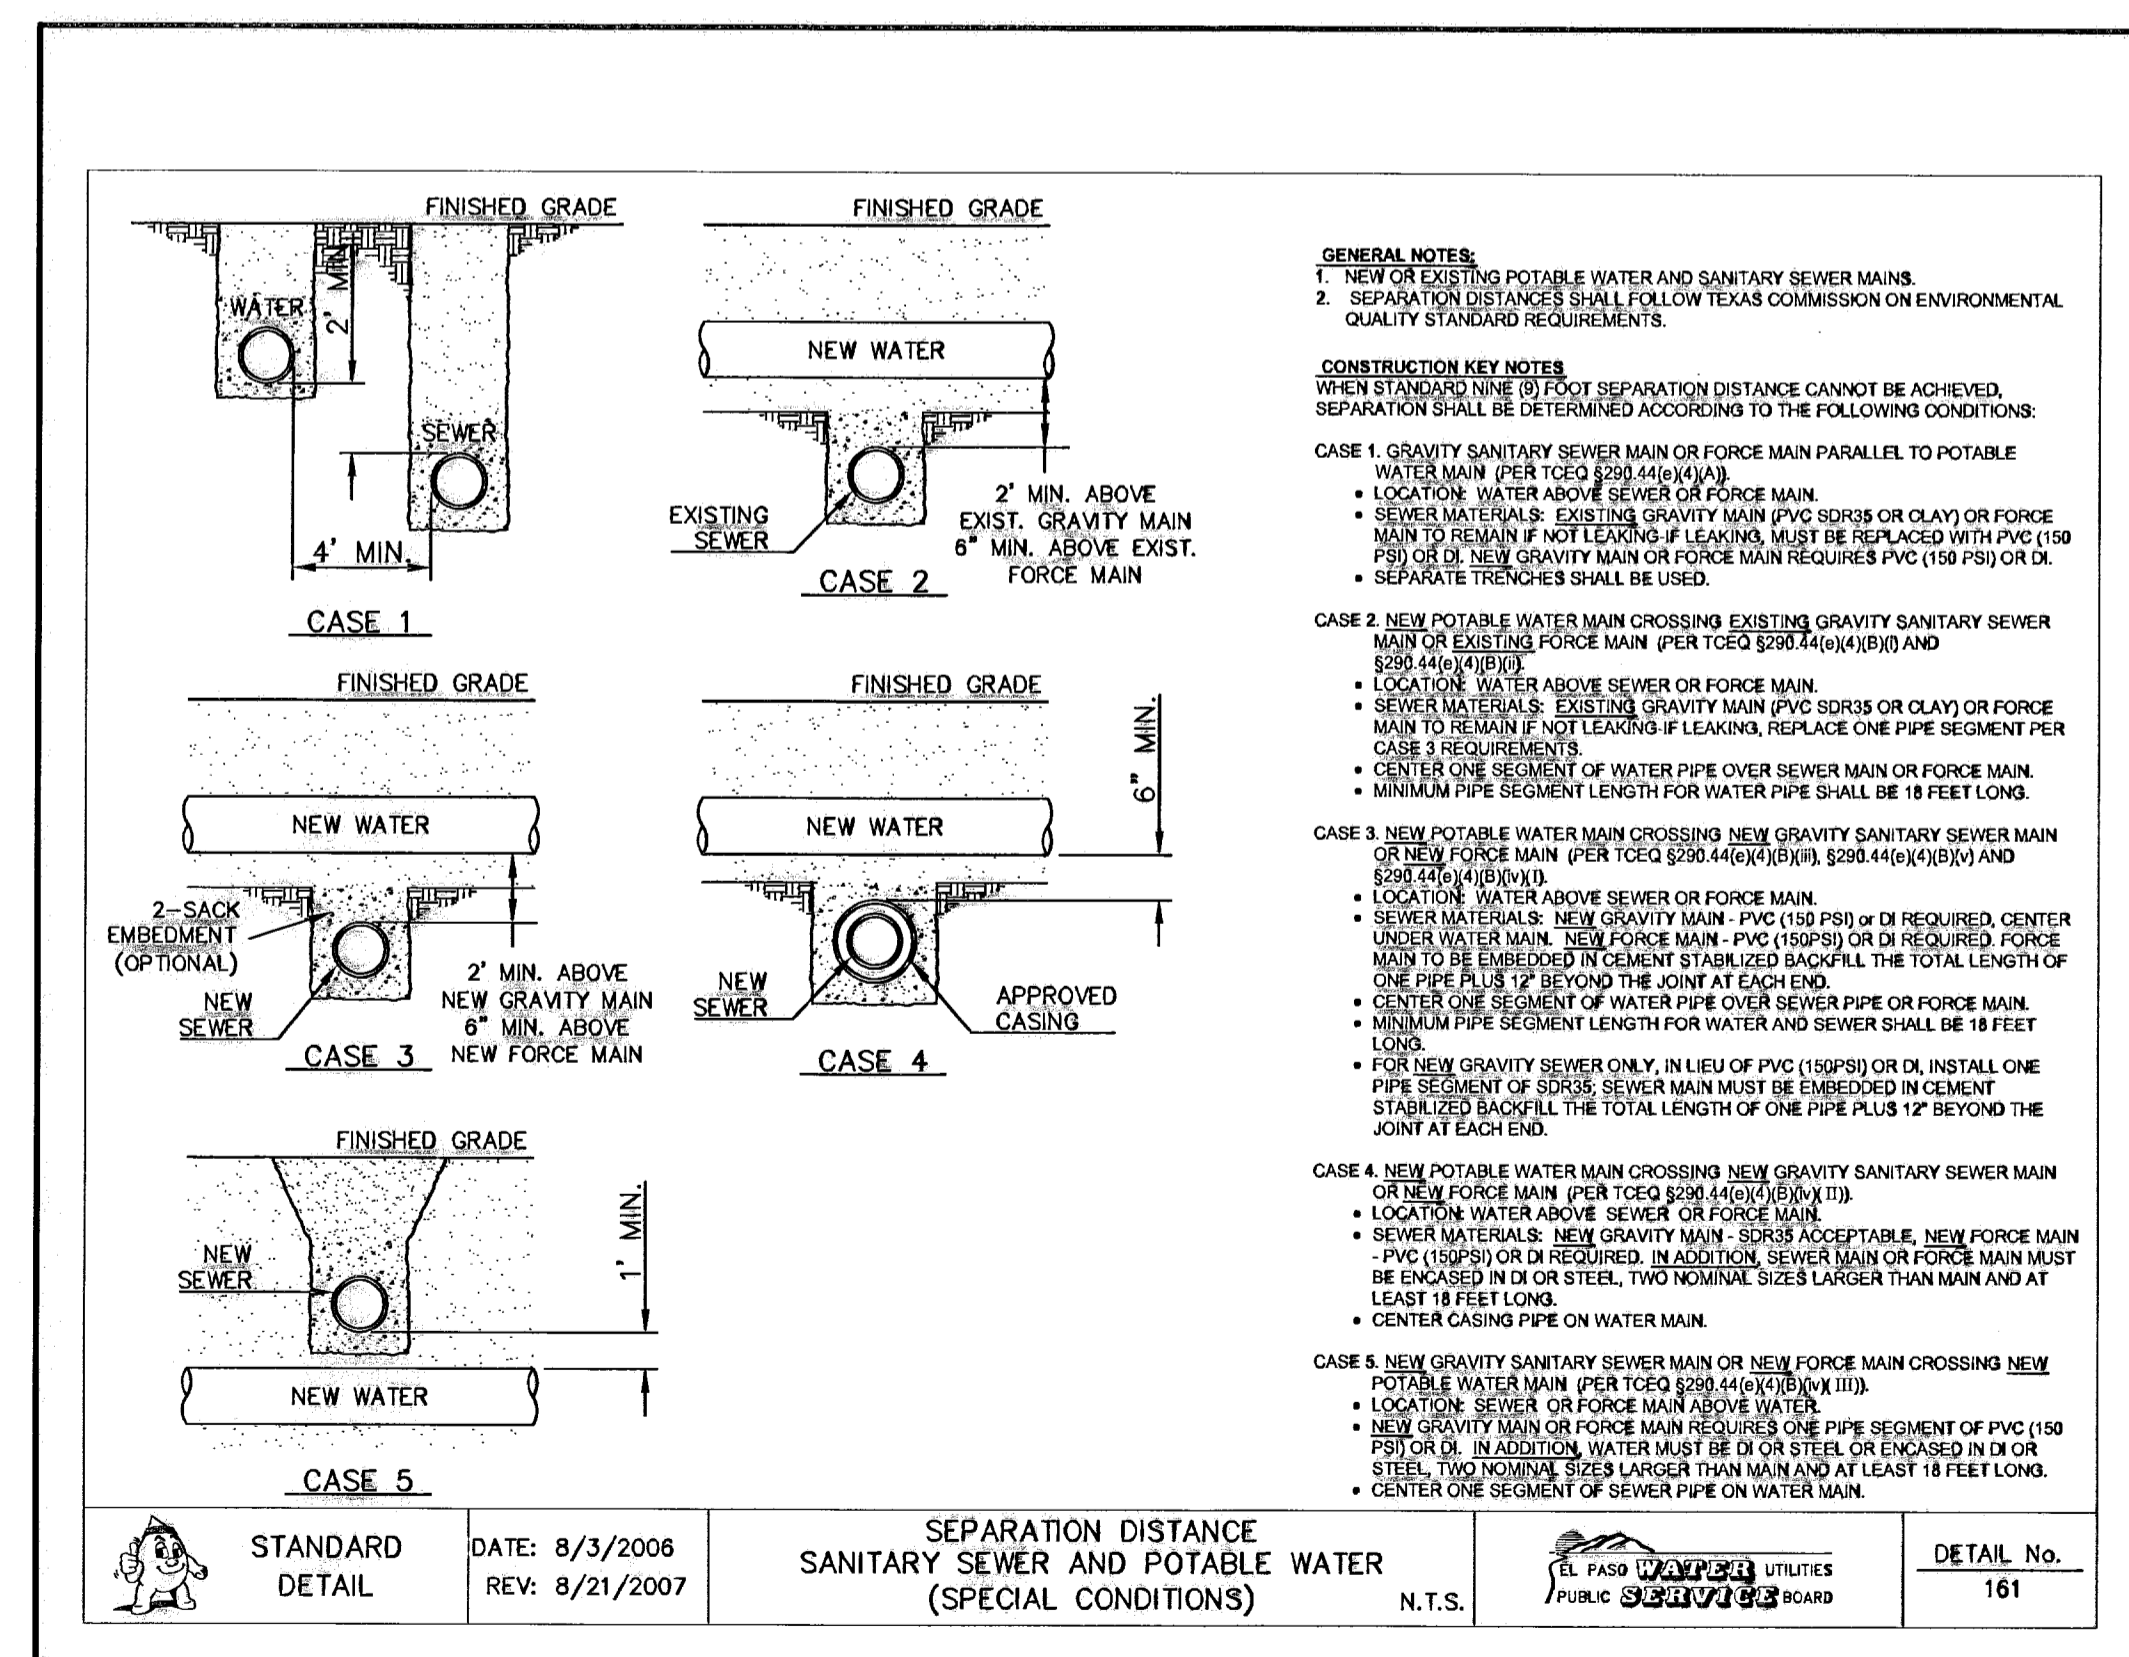 FINISHED GRADE
WATER
2' MIN.
SEWER
4' MIN.
CASE 1
FINISHED GRADE
NEW WATER
EXISTING
SEWER
2' MIN. ABOVE
EXIST. GRAVITY MAIN
6" MIN. ABOVE EXIST.
FORCE MAIN
CASE 2
FINISHED GRADE
NEW WATER
2-SACK
EMBEDMENT
(OPTIONAL)
NEW
SEWER
2' MIN. ABOVE
NEW GRAVITY MAIN
6" MIN. ABOVE
NEW FORCE MAIN
CASE 3
FINISHED GRADE
6" MIN.
NEW WATER
NEW
SEWER
APPROVED
CASING
CASE 4
FINISHED GRADE
NEW
SEWER
1' MIN.
NEW WATER
CASE 5
GENERAL NOTES:
1. NEW OR EXISTING POTABLE WATER AND SANITARY SEWER MAINS.
2. SEPARATION DISTANCES SHALL FOLLOW TEXAS COMMISSION ON ENVIRONMENTAL
QUALITY STANDARD REQUIREMENTS.
CONSTRUCTION KEY NOTES
WHEN STANDARD NINE (9) FOOT SEPARATION DISTANCE CANNOT BE ACHIEVED,
SEPARATION SHALL BE DETERMINED ACCORDING TO THE FOLLOWING CONDITIONS:
CASE 1. GRAVITY SANITARY SEWER MAIN OR FORCE MAIN PARALLEL TO POTABLE
WATER MAIN (PER TCEQ §290.44(e)(4)(A)).
• LOCATION: WATER ABOVE SEWER OR FORCE MAIN.
• SEWER MATERIALS: EXISTING GRAVITY MAIN (PVC SDR35 OR CLAY) OR FORCE
MAIN TO REMAIN IF NOT LEAKING-IF LEAKING, MUST BE REPLACED WITH PVC (150
PSI) OR DI. NEW GRAVITY MAIN OR FORCE MAIN REQUIRES PVC (150 PSI) OR DI.
• SEPARATE TRENCHES SHALL BE USED.
CASE 2. NEW POTABLE WATER MAIN CROSSING EXISTING GRAVITY SANITARY SEWER
MAIN OR EXISTING FORCE MAIN (PER TCEQ §290.44(e)(4)(B)(i) AND
§290.44(e)(4)(B)(ii).
• LOCATION: WATER ABOVE SEWER OR FORCE MAIN.
• SEWER MATERIALS: EXISTING GRAVITY MAIN (PVC SDR35 OR CLAY) OR FORCE
MAIN TO REMAIN IF NOT LEAKING-IF LEAKING, REPLACE ONE PIPE SEGMENT PER
CASE 3 REQUIREMENTS.
• CENTER ONE SEGMENT OF WATER PIPE OVER SEWER MAIN OR FORCE MAIN.
• MINIMUM PIPE SEGMENT LENGTH FOR WATER PIPE SHALL BE 18 FEET LONG.
CASE 3. NEW POTABLE WATER MAIN CROSSING NEW GRAVITY SANITARY SEWER MAIN
OR NEW FORCE MAIN (PER TCEQ §290.44(e)(4)(B)(iii), §290.44(e)(4)(B)(v) AND
§290.44(e)(4)(B)(iv)(I).
• LOCATION: WATER ABOVE SEWER OR FORCE MAIN.
• SEWER MATERIALS: NEW GRAVITY MAIN - PVC (150 PSI) or DI REQUIRED, CENTER
UNDER WATER MAIN. NEW FORCE MAIN - PVC (150PSI) OR DI REQUIRED. FORCE
MAIN TO BE EMBEDDED IN CEMENT STABILIZED BACKFILL THE TOTAL LENGTH OF
ONE PIPE PLUS 12" BEYOND THE JOINT AT EACH END.
• CENTER ONE SEGMENT OF WATER PIPE OVER SEWER PIPE OR FORCE MAIN.
• MINIMUM PIPE SEGMENT LENGTH FOR WATER AND SEWER SHALL BE 18 FEET
LONG.
• FOR NEW GRAVITY SEWER ONLY, IN LIEU OF PVC (150PSI) OR DI, INSTALL ONE
PIPE SEGMENT OF SDR35; SEWER MAIN MUST BE EMBEDDED IN CEMENT
STABILIZED BACKFILL THE TOTAL LENGTH OF ONE PIPE PLUS 12" BEYOND THE
JOINT AT EACH END.
CASE 4. NEW POTABLE WATER MAIN CROSSING NEW GRAVITY SANITARY SEWER MAIN
OR NEW FORCE MAIN (PER TCEQ §290.44(e)(4)(B)(iv)( II)).
• LOCATION: WATER ABOVE SEWER OR FORCE MAIN.
• SEWER MATERIALS: NEW GRAVITY MAIN - SDR35 ACCEPTABLE, NEW FORCE MAIN
- PVC (150PSI) OR DI REQUIRED. IN ADDITION, SEWER MAIN OR FORCE MAIN MUST
BE ENCASED IN DI OR STEEL, TWO NOMINAL SIZES LARGER THAN MAIN AND AT
LEAST 18 FEET LONG.
• CENTER CASING PIPE ON WATER MAIN.
CASE 5. NEW GRAVITY SANITARY SEWER MAIN OR NEW FORCE MAIN CROSSING NEW
POTABLE WATER MAIN (PER TCEQ §290.44(e)(4)(B)(iv)( III)).
• LOCATION: SEWER OR FORCE MAIN ABOVE WATER.
• NEW GRAVITY MAIN OR FORCE MAIN REQUIRES ONE PIPE SEGMENT OF PVC (150
PSI) OR DI. IN ADDITION, WATER MUST BE DI OR STEEL OR ENCASED IN DI OR
STEEL, TWO NOMINAL SIZES LARGER THAN MAIN AND AT LEAST 18 FEET LONG.
• CENTER ONE SEGMENT OF SEWER PIPE ON WATER MAIN.
STANDARD
DETAIL
DATE: 8/3/2006
REV: 8/21/2007
SEPARATION DISTANCE
SANITARY SEWER AND POTABLE WATER
(SPECIAL CONDITIONS)
N.T.S.
EL PASO WATER UTILITIES
PUBLIC SERVICE BOARD
DETAIL No.
161